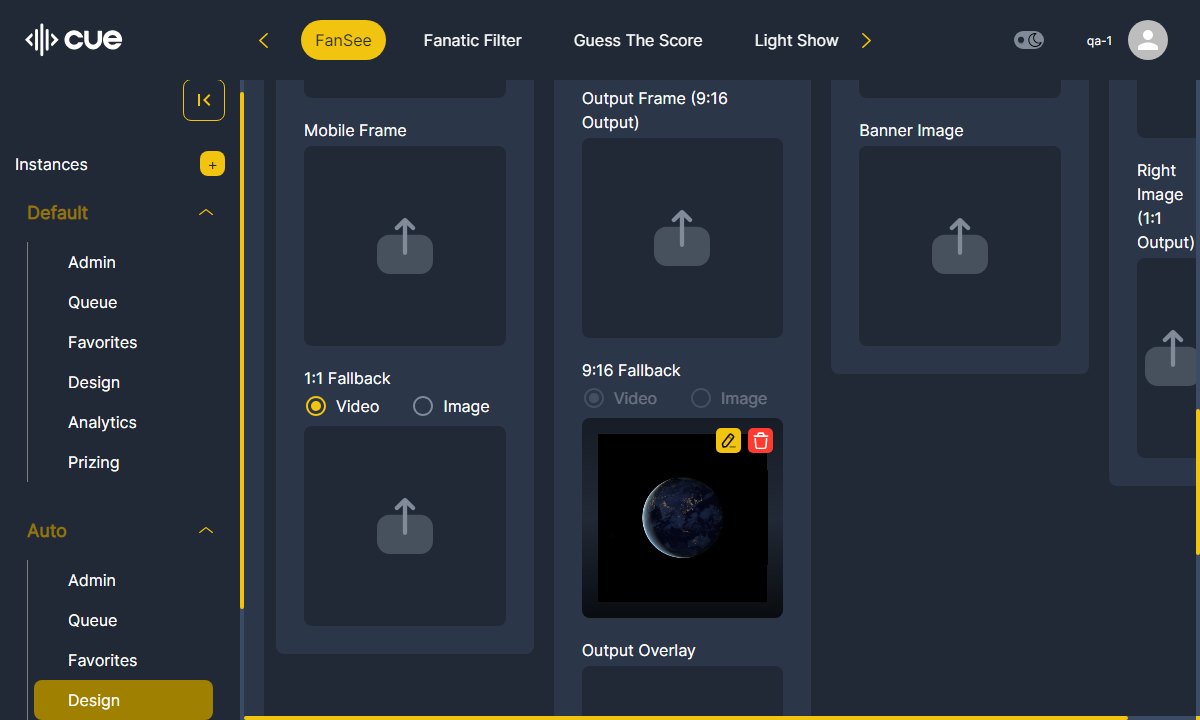 cue
FanSee
Fanatic Filter
Guess The Score
Light Show
qa-1
Instances
+
Default
Admin
Queue
Favorites
Design
Analytics
Prizing
Auto
Admin
Queue
Favorites
Design
Mobile Frame
1:1 Fallback
Video
Image
Output Frame (9:16
Output)
9:16 Fallback
Video
Image
Output Overlay
Banner Image
Right
Image
(1:1
Output)